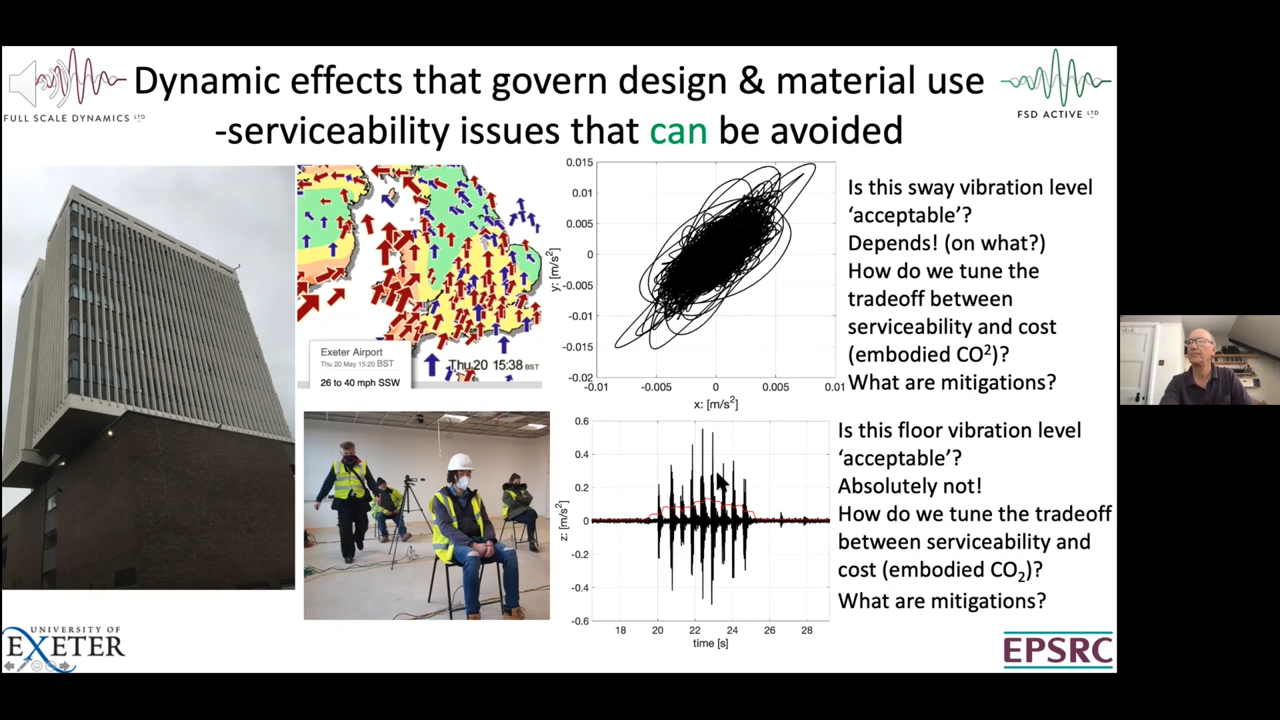 Dynamic effects that govern design & material use
-serviceability issues that can be avoided
FULL SCALE DYNAMICS LTD
FSD ACTIVE LTD
Exeter Airport
Thu 20 May 15:20 BST
26 to 40 mph SSW
Thu 20 15:38 BST
0.015
0.01
0.005
0
-0.005
-0.01
-0.015
-0.02
y: [m/s²]
-0.01
-0.005
0
0.005
0.01
x: [m/s²]
Is this sway vibration level
‘acceptable’?
Depends! (on what?)
How do we tune the
tradeoff between
serviceability and cost
(embodied CO²)?
What are mitigations?
0.6
0.4
0.2
0
-0.2
-0.4
-0.6
z: [m/s²]
18
20
22
24
26
28
time [s]
Is this floor vibration level
‘acceptable’?
Absolutely not!
How do we tune the tradeoff
between serviceability and
cost (embodied CO₂)?
What are mitigations?
UNIVERSITY OF
EXETER
EPSRC